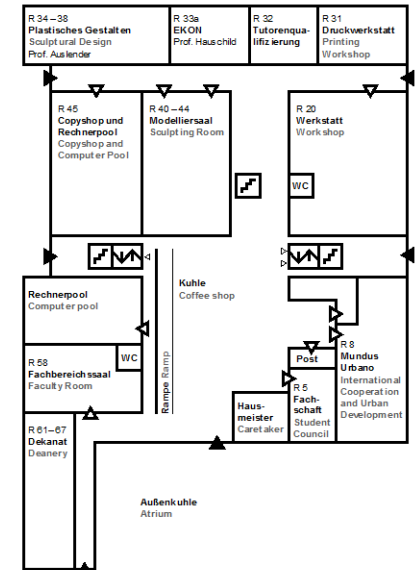 R 34–38
Plastisches Gestalten
Sculptural Design
Prof. Auslender
R 33a
EKON
Prof. Hauschild
R 32
Tutorenqua-
lifizierung
R 31
Druckwerkstatt
Printing
Workshop
R 45
Copyshop und
Rechnerpool
Copyshop and
Computer Pool
R 40–44
Modelliersaal
Sculpting Room
R 20
Werkstatt
Workshop
WC
Kuhle
Coffee shop
Rechnerpool
Computer pool
WC
R 58
Fachbereichssaal
Faculty Room
Rampe Ramp
Post
R 8
Mundus
Urbano
International
Cooperation
and Urban
Development
R 5
Fach-
schaft
Student
Council
Haus-
meister
Caretaker
R 61–67
Dekanat
Deanery
Außenkuhle
Atrium